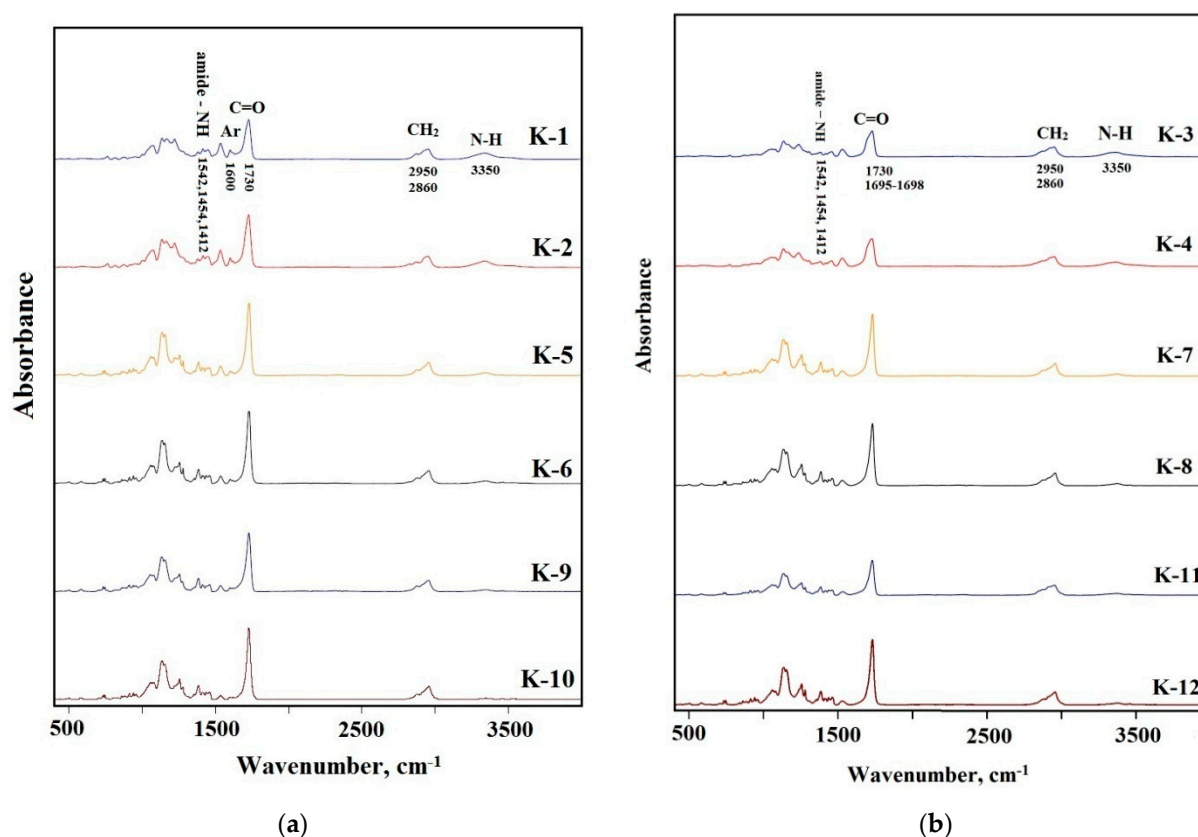 Absorbance
amide - NH
1542,1454,1412
Ar
1600
C=O
1730
CH2
2950
2860
N-H
3350
K-1
K-2
K-5
K-6
K-9
K-10
500
1500
2500
3500
Wavenumber, cm-1
(a)
Absorbance
amide – NH
1542, 1454, 1412
C=O
1730
1695-1698
CH2
2950
2860
N-H
3350
K-3
K-4
K-7
K-8
K-11
K-12
500
1500
2500
3500
Wavenumber, cm-1
(b)